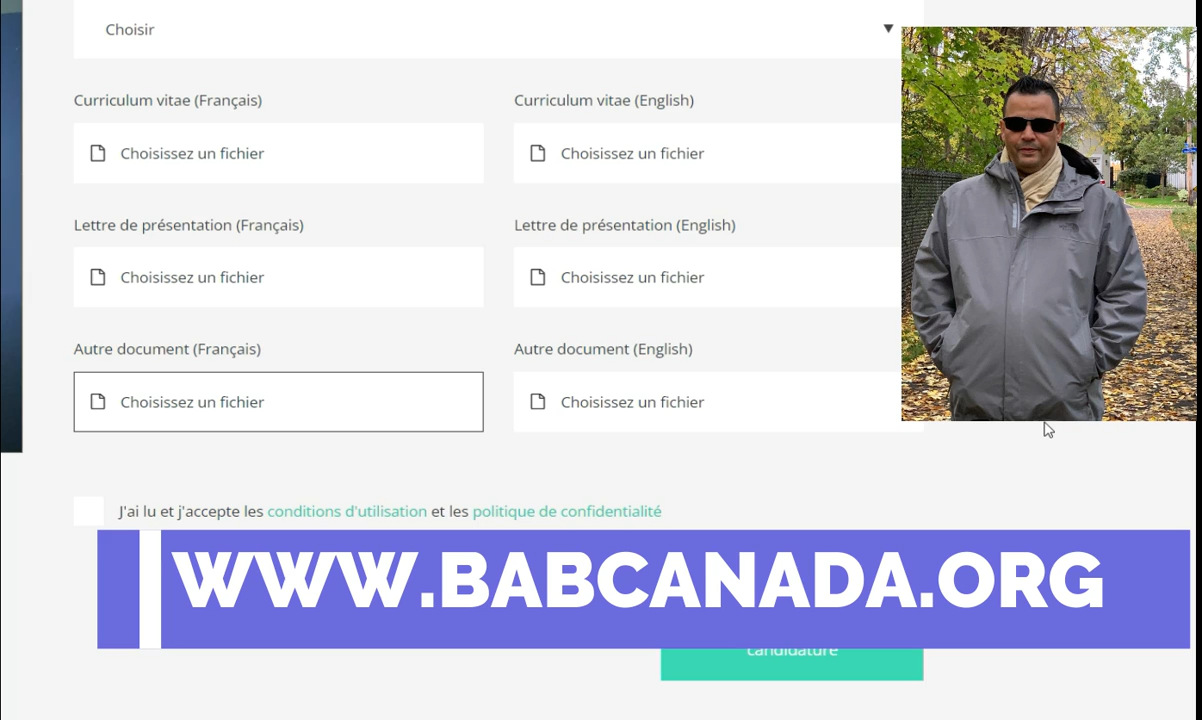 Choisir
Curriculum vitae (Français)
Curriculum vitae (English)
Choisissez un fichier
Choisissez un fichier
Lettre de présentation (Français)
Lettre de présentation (English)
Choisissez un fichier
Choisissez un fichier
Autre document (Français)
Autre document (English)
Choisissez un fichier
Choisissez un fichier
J'ai lu et j'accepte les conditions d'utilisation et les politique de confidentialité
WWW.BABCANADA.ORG
candidature